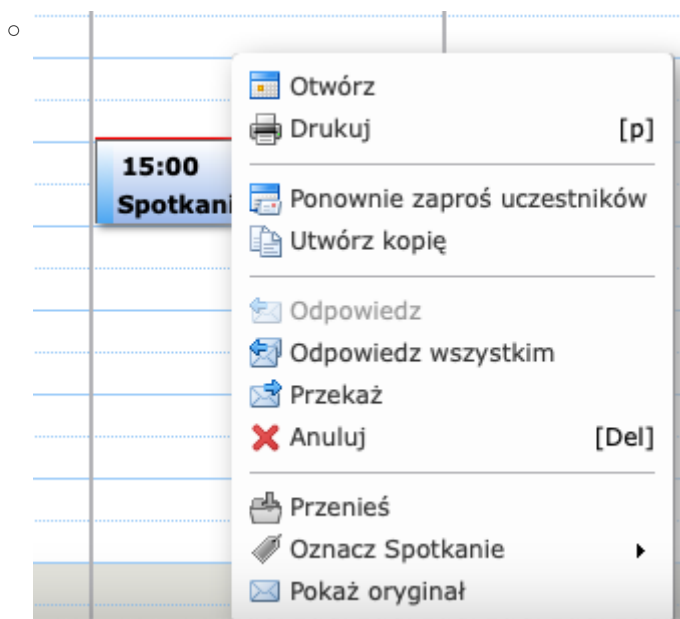 15:00
Spotkani
Otwórz
Drukuj [p]
Ponownie zaproś uczestników
Utwórz kopię
Odpowiedz
Odpowiedz wszystkim
Przekaż
Anuluj [Del]
Przenieś
Oznacz Spotkanie
Pokaż oryginał